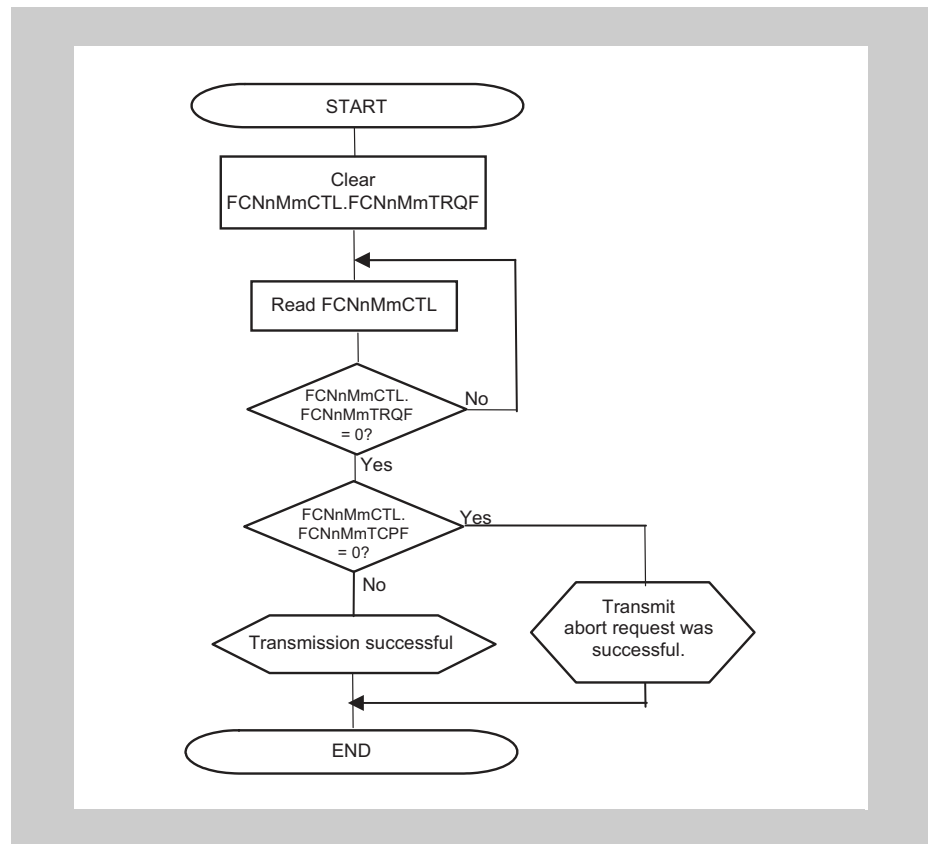 START
Clear
FCNnMmCTL.FCNnMmTRQF
Read FCNnMmCTL
FCNnMmCTL.
FCNnMmTRQF
= 0?
No
Yes
FCNnMmCTL.
FCNnMmTCPF
= 0?
Yes
No
Transmission successful
Transmit
abort request was
successful.
END